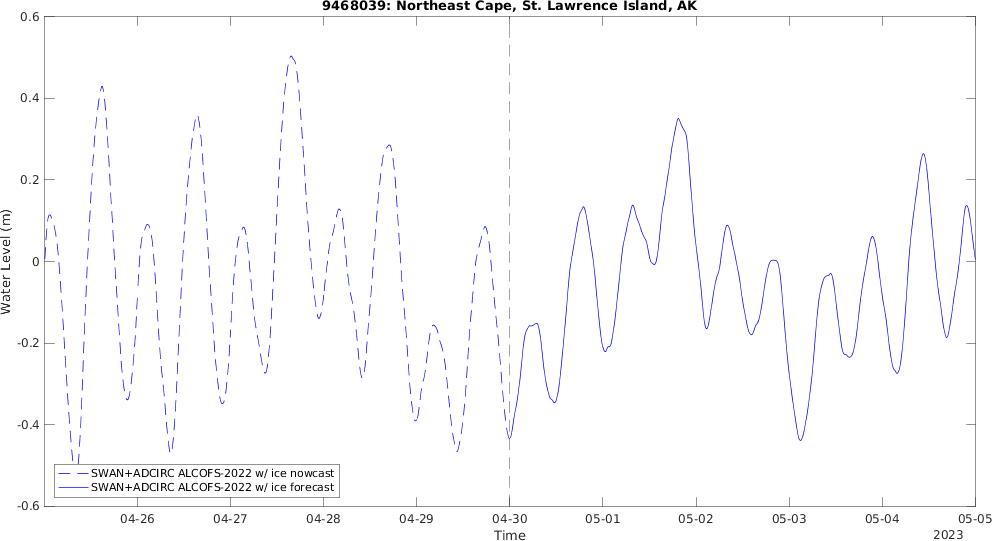 9468039: Northeast Cape, St. Lawrence Island, AK
0.6
0.4
0.2
0
-0.2
-0.4
-0.6
Water Level (m)
SWAN+ADCIRC ALCOFS-2022 w/ ice nowcast
SWAN+ADCIRC ALCOFS-2022 w/ ice forecast
04-26 04-27 04-28 04-29 04-30 05-01 05-02 05-03 05-04 05-05
Time
2023